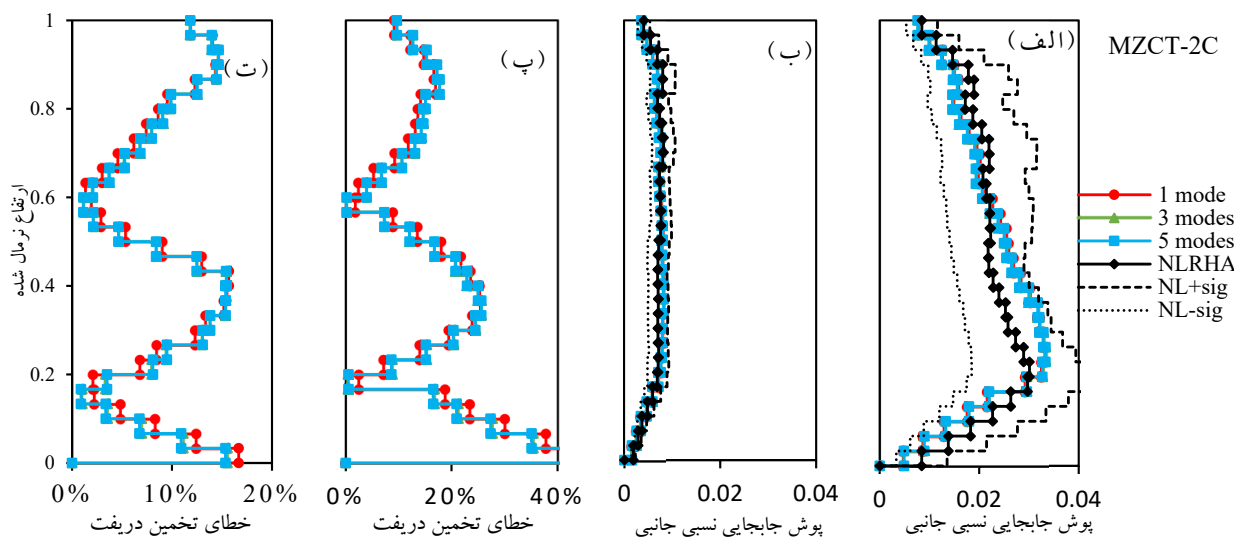 MZCT-2C
(الف)
(ب)
(پ)
(ت)
1 mode
3 modes
5 modes
NLRHA
NL+sig
NL-sig
ارتفاع نرمال شده
1
0.8
0.6
0.4
0.2
0
0% 10% 20%
خطای تخمین دریفت
0% 20% 40%
خطای تخمین دریفت
0 0.02 0.04
پوش جابجایی نسبی جانبی
0 0.02 0.04
پوش جابجایی نسبی جانبی